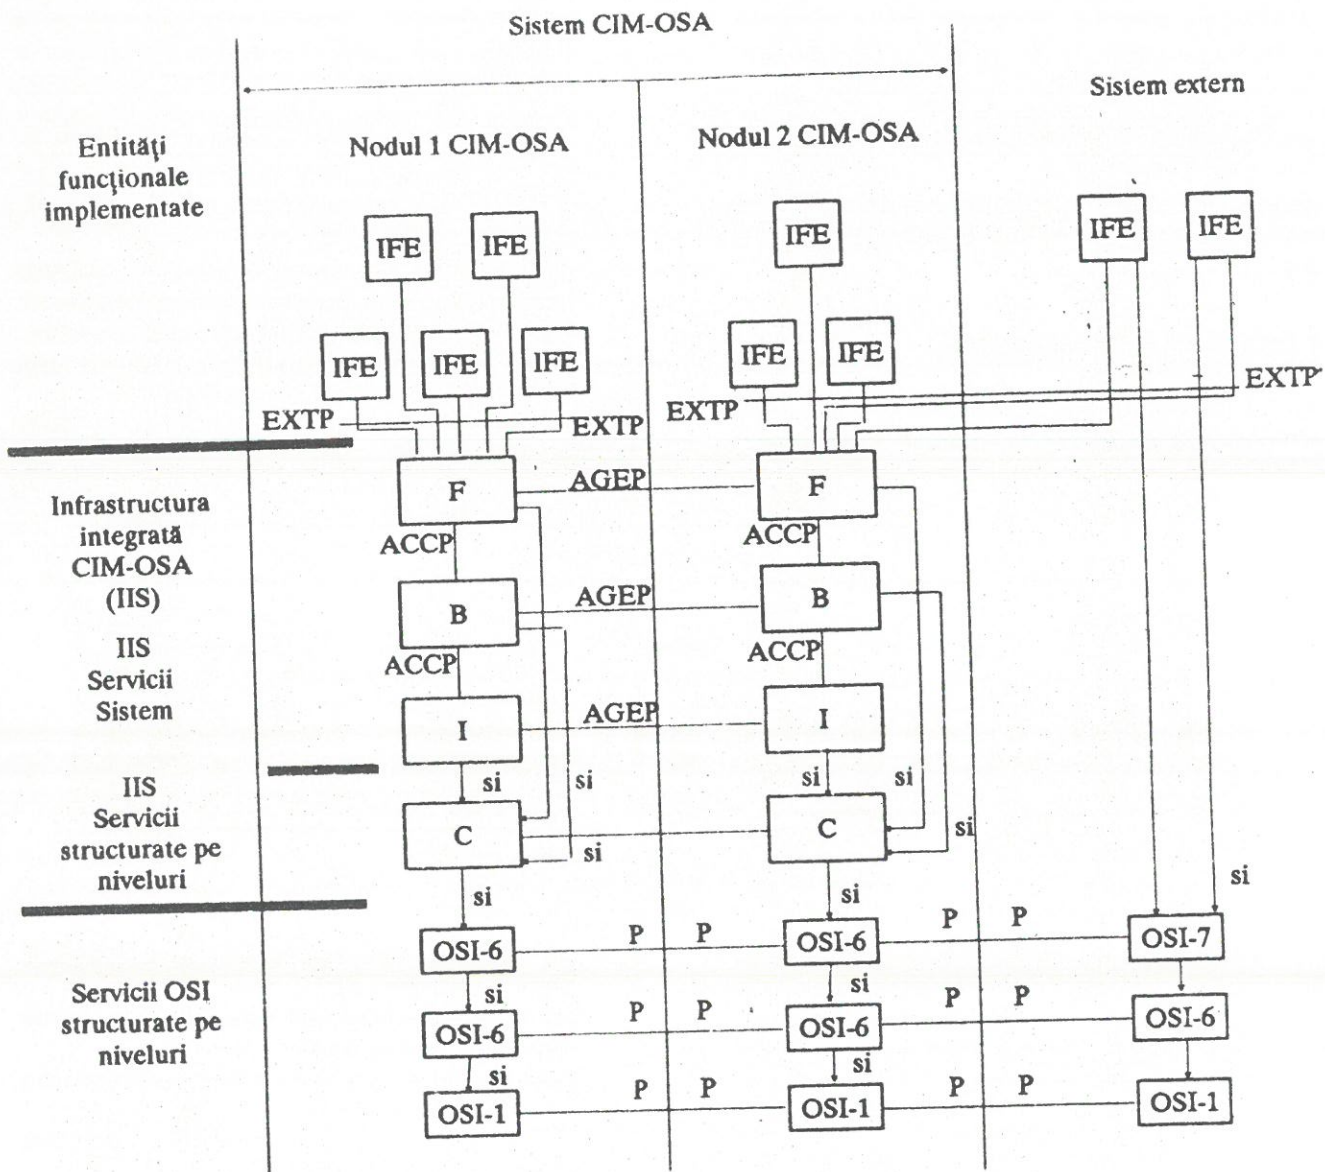 Sistem CIM-OSA
Sistem extern
Nodul 1 CIM-OSA
Nodul 2 CIM-OSA
Entități
funcționale
implementate
IFE
IFE
IFE
IFE
IFE
IFE
IFE
IFE
IFE
IFE
EXTP
EXTP
EXTP
EXTP
Infrastructura
integrată
CIM-OSA
(IIS)
F
AGEP
F
ACCP
ACCP
B
AGEP
B
ACCP
ACCP
IIS
Servicii
Sistem
I
AGEP
I
si
si
si
si
IIS
Servicii
structurate pe
niveluri
C
C
si
si
si
si
si
OSI-6
P
P
OSI-6
P
P
OSI-7
Servicii OSI
structurate pe
niveluri
si
si
OSI-6
P
P
OSI-6
P
P
OSI-6
si
si
OSI-1
P
P
OSI-1
P
P
OSI-1